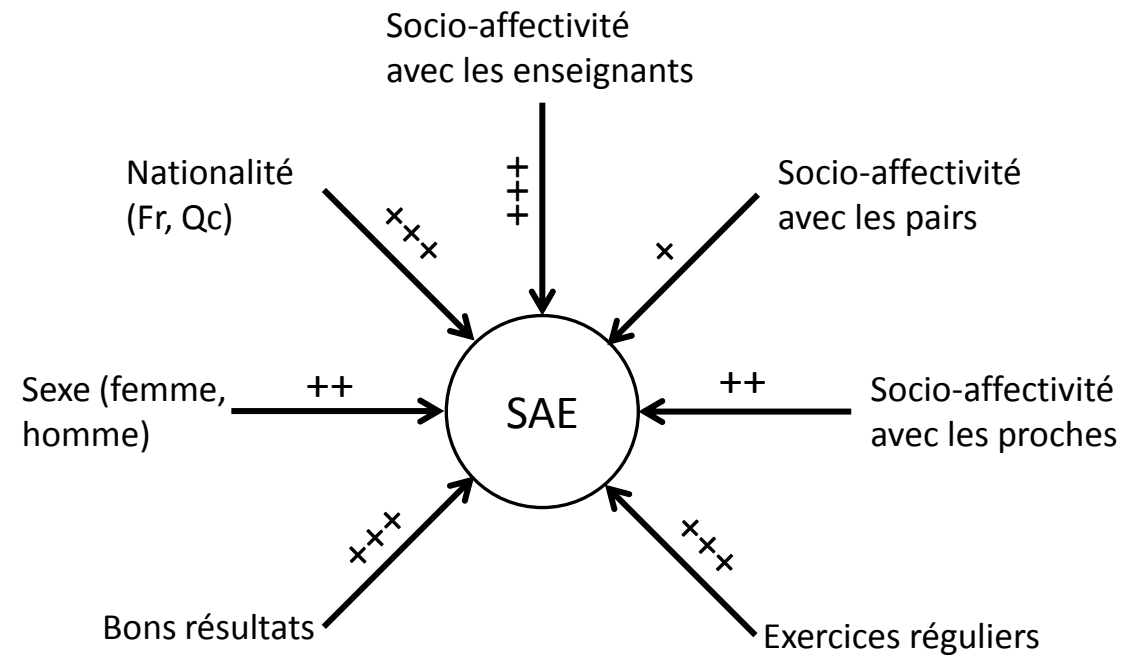 Socio-affectivité
avec les enseignants
+++
Nationalité
(Fr, Qc)
+++
Socio-affectivité
avec les pairs
+
Sexe (femme,
homme)
++
SAE
++
Socio-affectivité
avec les proches
+++
Bons résultats
+++
Exercices réguliers